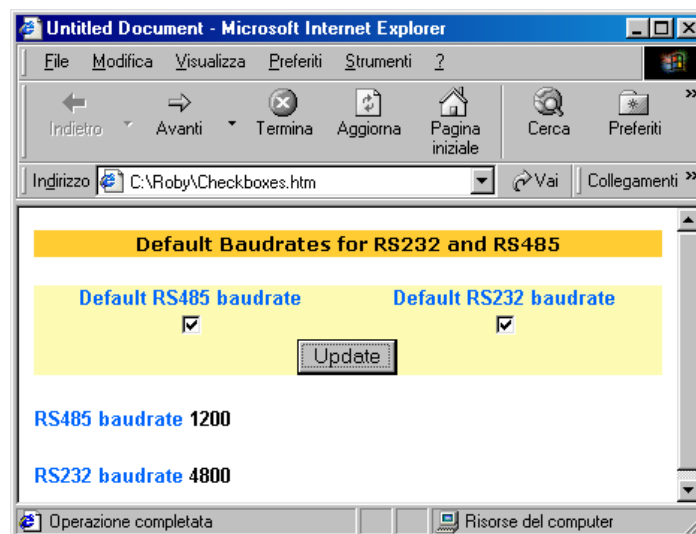 Untitled Document - Microsoft Internet Explorer
File Modifica Visualizza Preferiti Strumenti ?
Indietro Avanti Termina Aggiorna Pagina iniziale Cerca Preferiti »
Indirizzo C:\Roby\Checkboxes.htm Vai Collegamenti »
Default Baudrates for RS232 and RS485
Default RS485 baudrate Default RS232 baudrate
Update
RS485 baudrate 1200
RS232 baudrate 4800
Operazione completata Risorse del computer